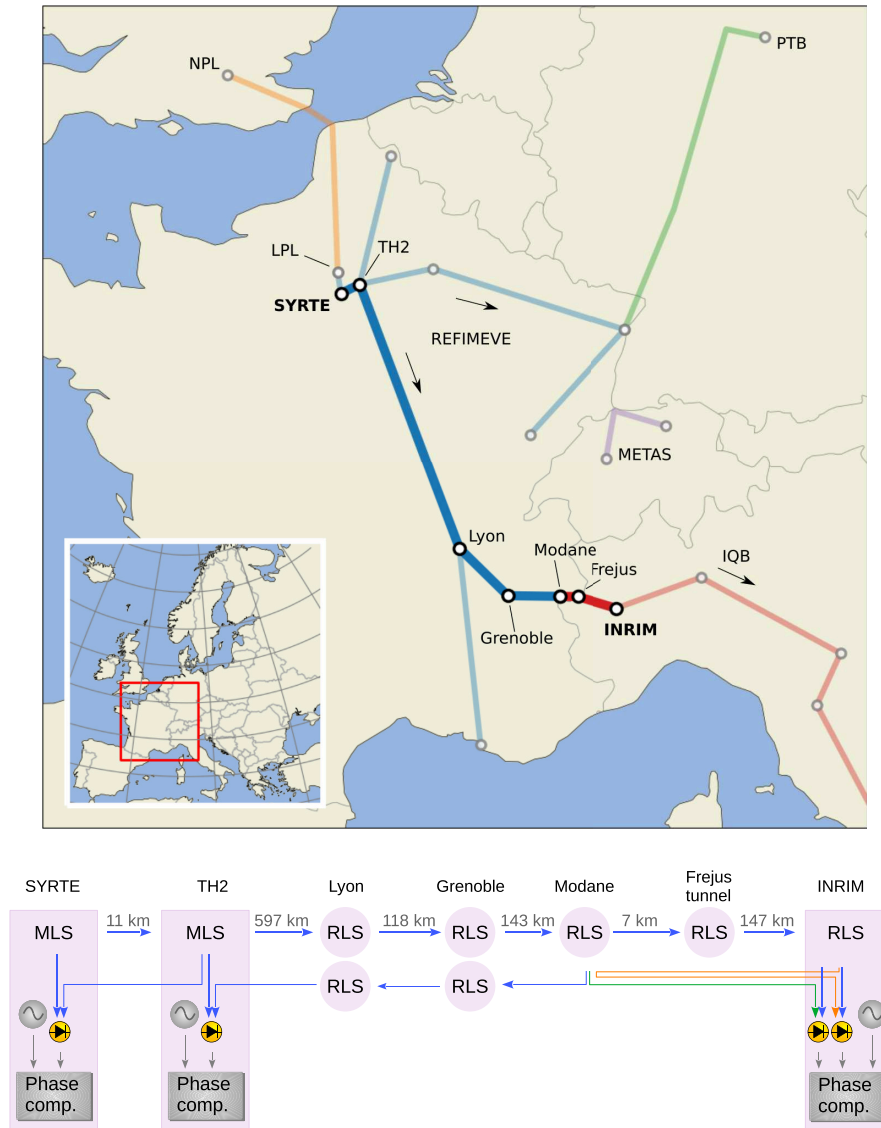 NPL
PTB
LPL
TH2
SYRTE
REFIMEVE
METAS
Lyon
Modane
IQB
Frejus
Grenoble
INRIM
SYRTE
TH2
Lyon
Grenoble
Modane
Frejus
tunnel
INRIM
MLS
11 km
MLS
597 km
RLS
118 km
RLS
143 km
RLS
7 km
RLS
147 km
RLS
RLS
RLS
Phase
comp.
Phase
comp.
Phase
comp.